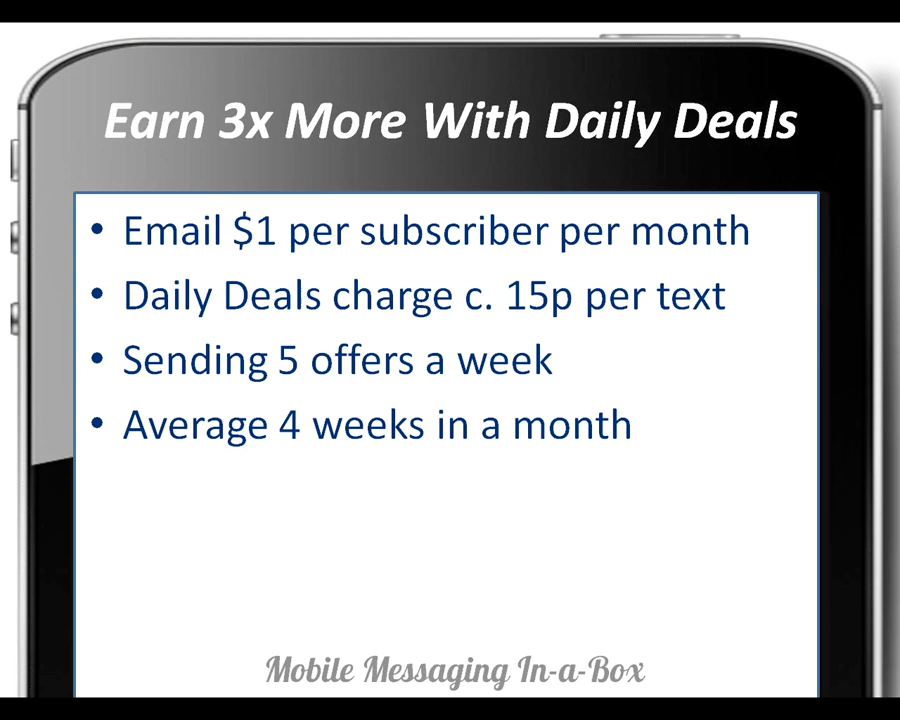 Earn 3x More With Daily Deals
• Email $1 per subscriber per month
• Daily Deals charge c. 15p per text
• Sending 5 offers a week
• Average 4 weeks in a month
Mobile Messaging In-a-Box